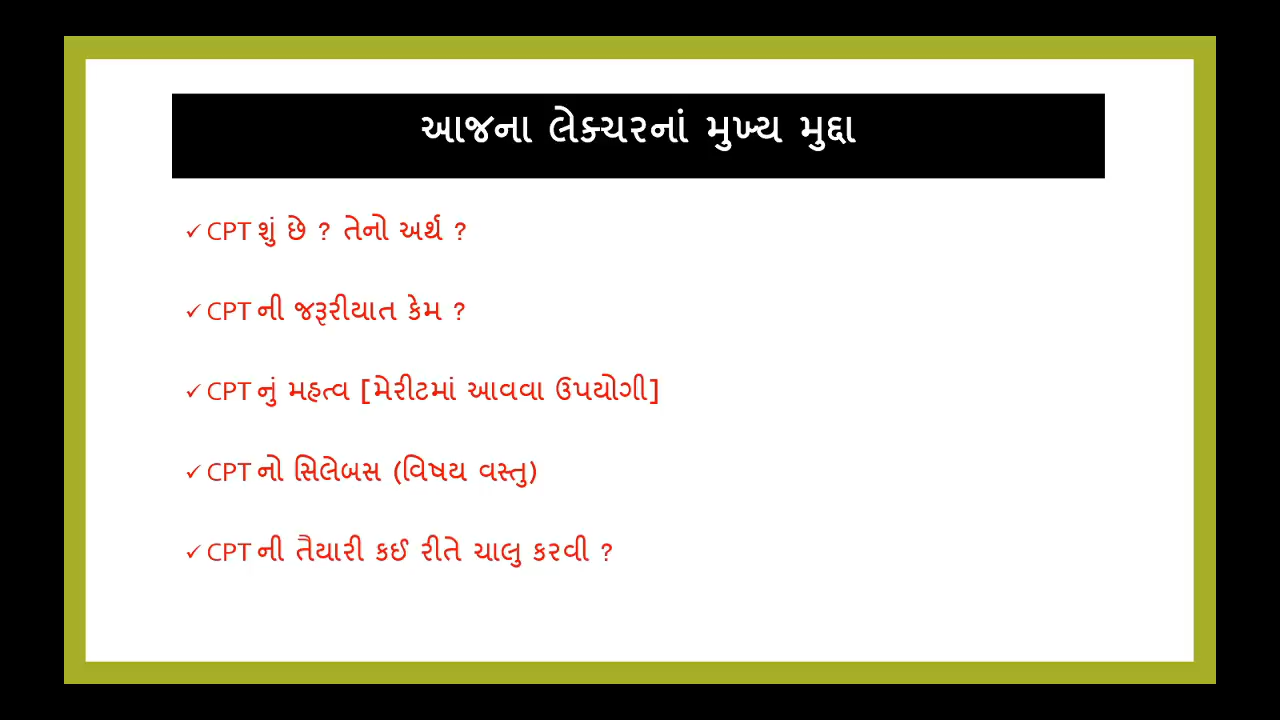 આજના લેક્ચરનાં મુખ્ય મુદ્દા
✓ CPT શું છે ? તેનો અર્થ ?
✓ CPT ની જરૂરીયાત કેમ ?
✓ CPT નું મહત્વ [મેરીટમાં આવવા ઉપયોગી]
✓ CPT નો સિલેબસ (વિષય વસ્તુ)
✓ CPT ની તૈયારી કઈ રીતે ચાલુ કરવી ?